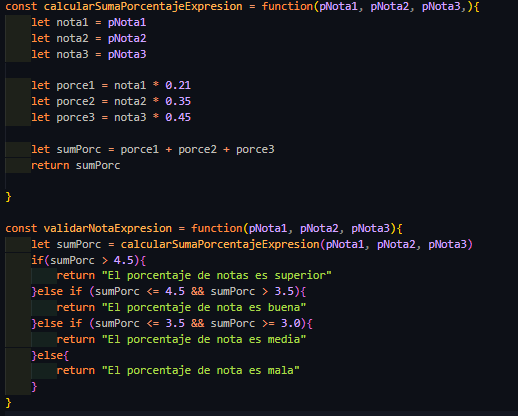 const calcularSumaPorcentajeExpresion = function(pNota1, pNota2, pNota3,){
    let nota1 = pNota1
    let nota2 = pNota2
    let nota3 = pNota3

    let porce1 = nota1 * 0.21
    let porce2 = nota2 * 0.35
    let porce3 = nota3 * 0.45

    let sumPorc = porce1 + porce2 + porce3
    return sumPorc

}

const validarNotaExpresion = function(pNota1, pNota2, pNota3){
    let sumPorc = calcularSumaPorcentajeExpresion(pNota1, pNota2, pNota3)
    if(sumPorc > 4.5){
        return "El porcentaje de notas es superior"
    }else if (sumPorc <= 4.5 && sumPorc > 3.5){
        return "El porcentaje de nota es buena"
    }else if (sumPorc <= 3.5 && sumPorc >= 3.0){
        return "El porcentaje de nota es media"
    }else{
        return "El porcentaje de nota es mala"
    }
}